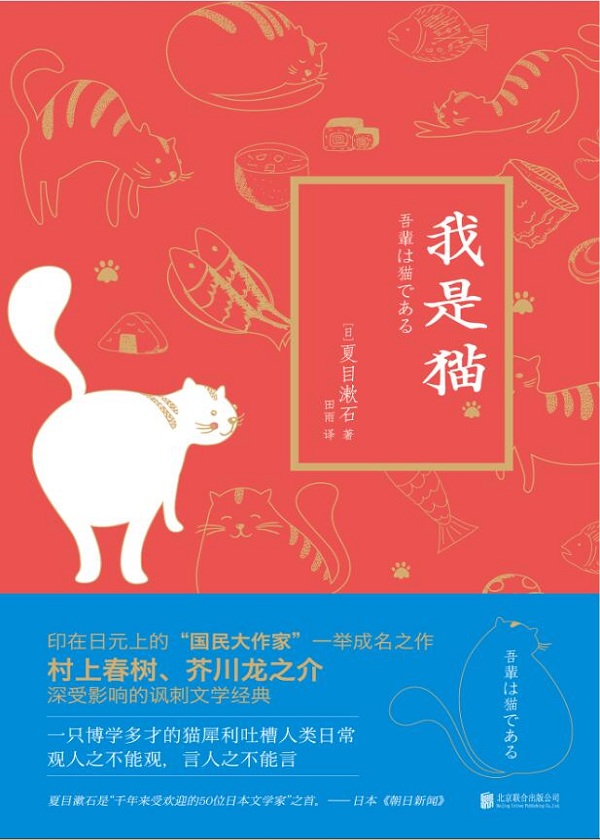 我是猫
吾輩は猫である
[日]夏目漱石 著
田雨 译
印在日元上的“国民大作家”一举成名之作
村上春树、芥川龙之介
深受影响的讽刺文学经典
一只博学多才的猫犀利吐槽人类日常
观人之不能观，言人之不能言
夏目漱石是“千年来受欢迎的50位日本文学家”之首。——日本《朝日新闻》
吾輩は猫である
北京联合出版公司
Beijing United Publishing Co.,Ltd.